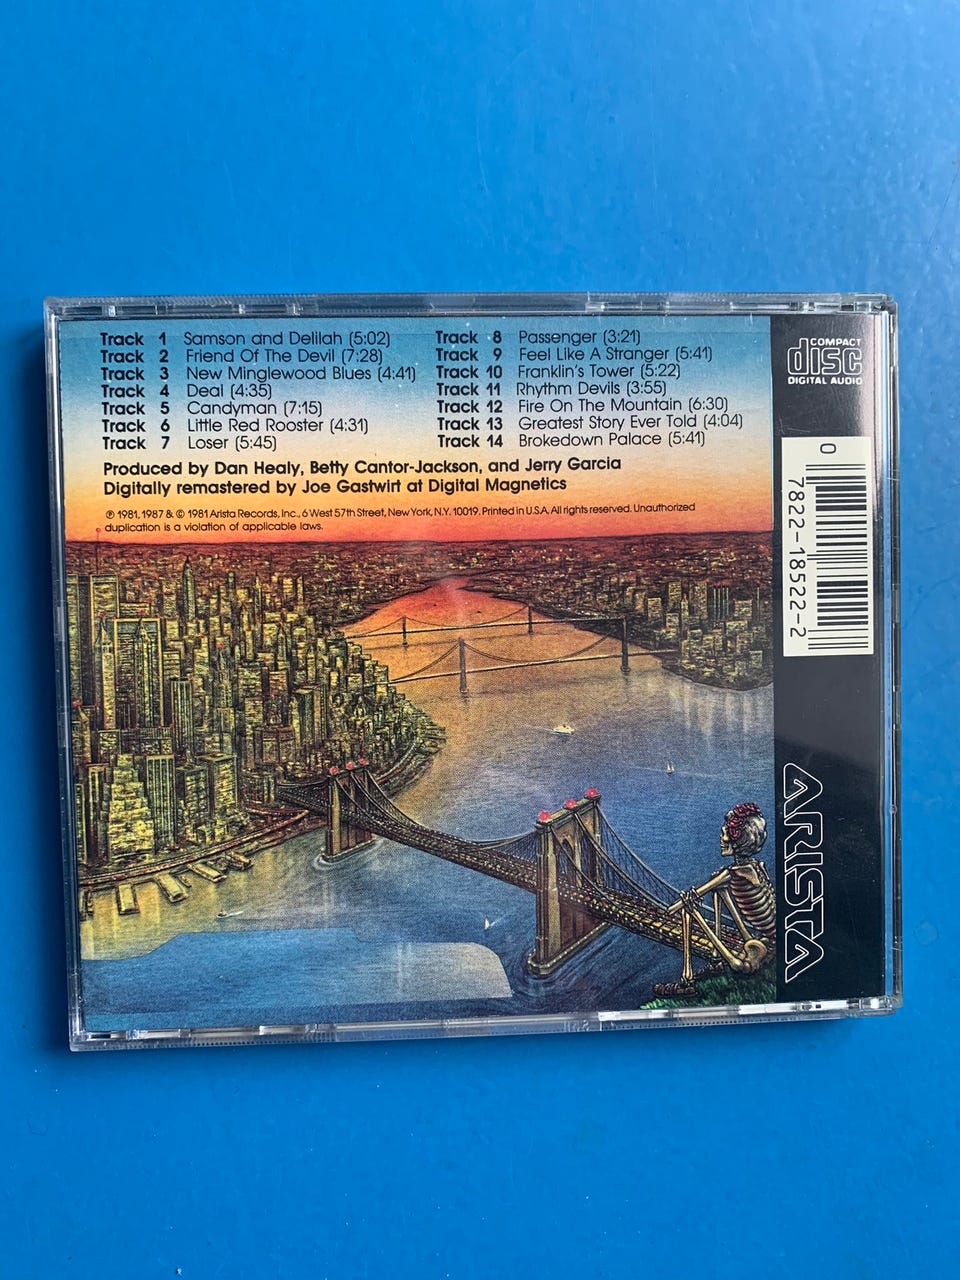 Track 1 Samson and Delilah (5:02)
Track 2 Friend Of The Devil (7:28)
Track 3 New Minglewood Blues (4:41)
Track 4 Deal (4:35)
Track 5 Candyman (7:15)
Track 6 Little Red Rooster (4:31)
Track 7 Loser (5:45)
Track 8 Passenger (3:21)
Track 9 Feel Like A Stranger (5:41)
Track 10 Franklin's Tower (5:22)
Track 11 Rhythm Devils (3:55)
Track 12 Fire On The Mountain (6:30)
Track 13 Greatest Story Ever Told (4:04)
Track 14 Brokedown Palace (5:41)
Produced by Dan Healy, Betty Cantor-Jackson, and Jerry Garcia
Digitally remastered by Joe Gastwirt at Digital Magnetics
℗ 1981, 1987 & © 1981 Arista Records, Inc., 6 West 57th Street, New York, N.Y. 10019. Printed in U.S.A. All rights reserved. Unauthorized
duplication is a violation of applicable laws.
COMPACT
disc
DIGITAL AUDIO
0 7822-18522-2
ARISTA